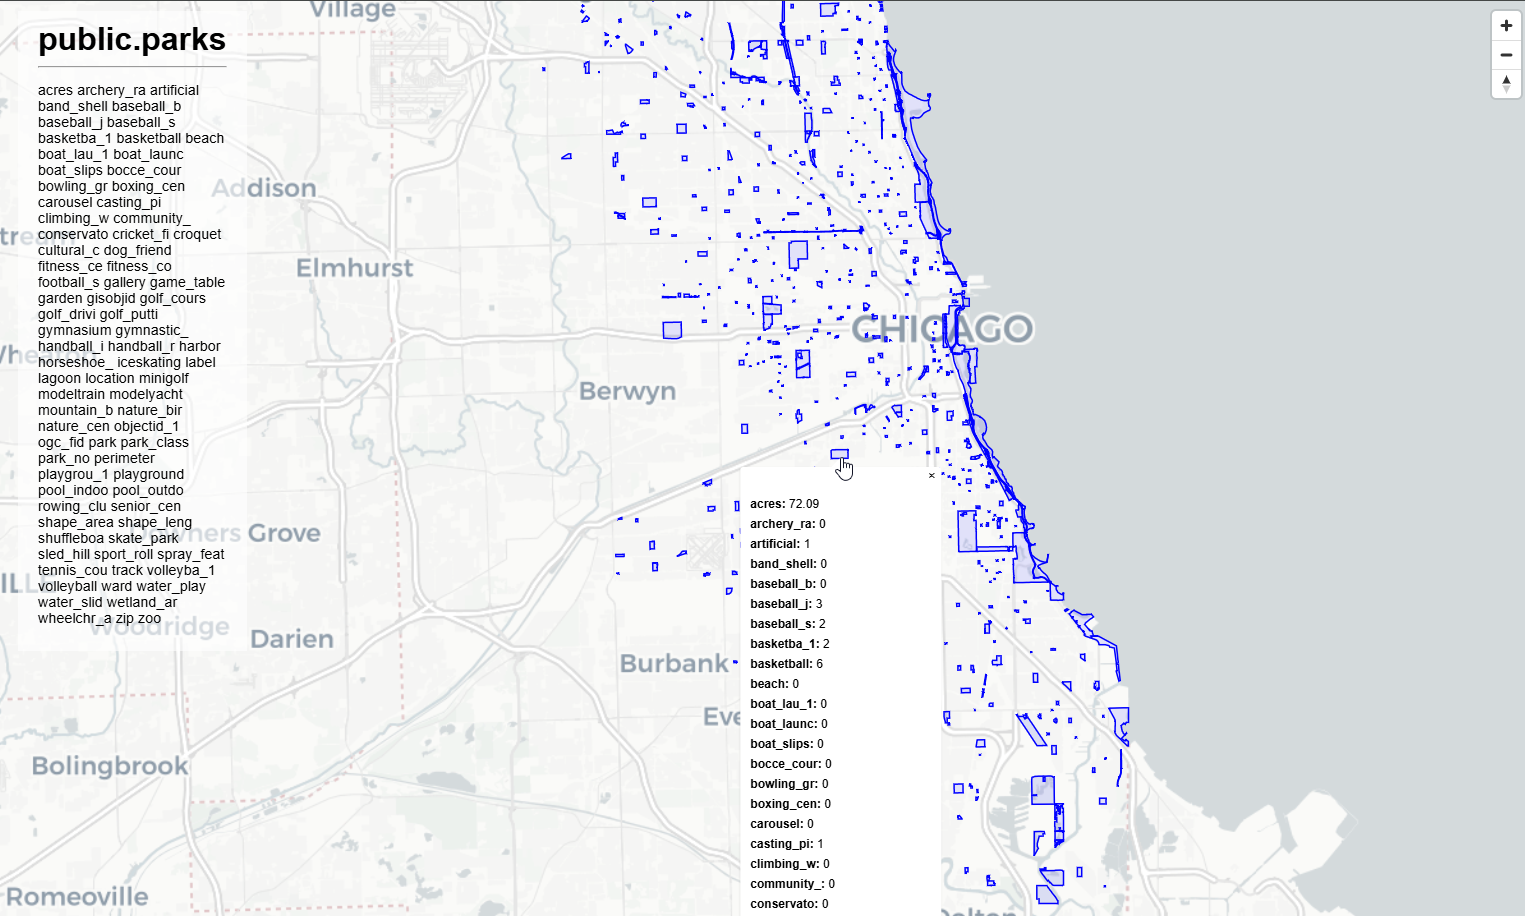 public.parks
acres archery_ra artificial
band_shell baseball_b
baseball_j baseball_s
basketba_1 basketball beach
boat_lau_1 boat_launc
boat_slips bocce_cour
bowling_gr boxing_cen
carousel casting_pi
climbing_w community_
conservato cricket_fi croquet
cultural_c dog_friend
fitness_ce fitness_co
football_s gallery game_table
garden gisobjid golf_cours
golf_drivi golf_putti
gymnasium gymnastic_
handball_i handball_r harbor
horseshoe_ iceskating label
lagoon location minigolf
modeltrain modelyacht
mountain_b nature_bir
nature_cen objectid_1
ogc_fid park park_class
park_no perimeter
playgrou_1 playground
pool_indoo pool_outdo
rowing_clu senior_cen
shape_area shape_leng
shuffleboa skate_park
sled_hill sport_roll spray_feat
tennis_cou track volleyba_1
volleyball ward water_play
water_slid wetland_ar
wheelchr_a zip zoo
Village
Addison
Elmhurst
CHICAGO
Berwyn
Grove
Woodridge
Darien
Burbank
Eve
Bolingbrook
Romeoville
Dolton
×
acres: 72.09
archery_ra: 0
artificial: 1
band_shell: 0
baseball_b: 0
baseball_j: 3
baseball_s: 2
basketba_1: 2
basketball: 6
beach: 0
boat_lau_1: 0
boat_launc: 0
boat_slips: 0
bocce_cour: 0
bowling_gr: 0
boxing_cen: 0
carousel: 0
casting_pi: 1
climbing_w: 0
community_: 0
conservato: 0